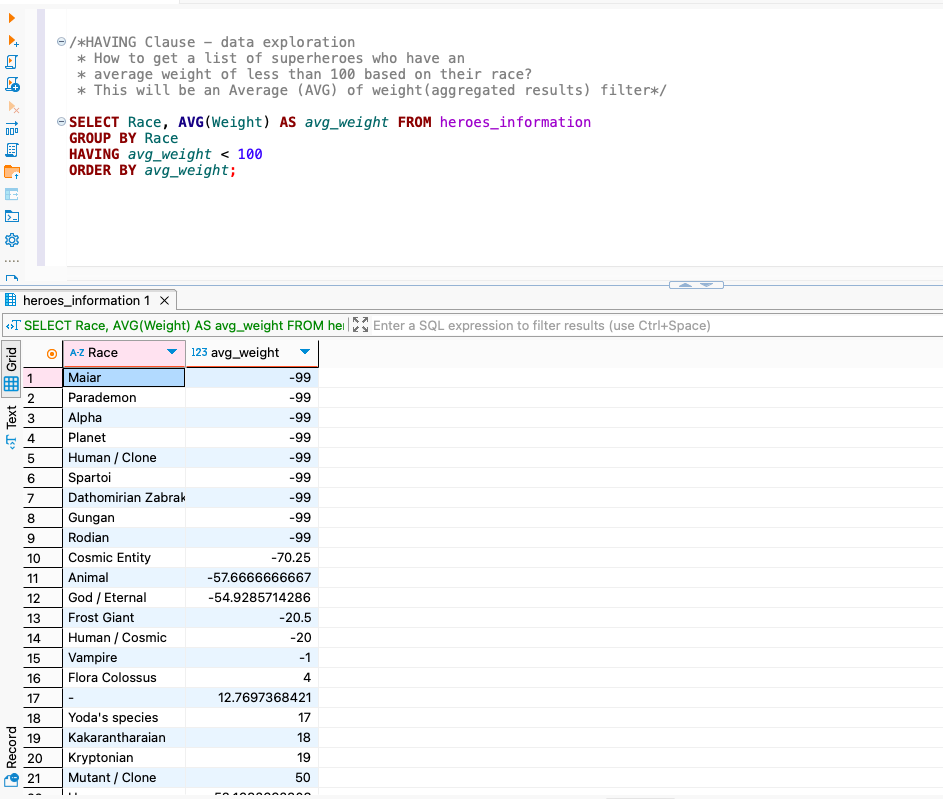 /*HAVING Clause – data exploration
* How to get a list of superheroes who have an
* average weight of less than 100 based on their race?
* This will be an Average (AVG) of weight(aggregated results) filter*/
SELECT Race, AVG(Weight) AS avg_weight FROM heroes_information
GROUP BY Race
HAVING avg_weight < 100
ORDER BY avg_weight;
heroes_information 1
SELECT Race, AVG(Weight) AS avg_weight FROM he Enter a SQL expression to filter results (use Ctrl+Space)
Grid
Text
Record
A-Z Race 123 avg_weight
1 Maiar -99
2 Parademon -99
3 Alpha -99
4 Planet -99
5 Human / Clone -99
6 Spartoi -99
7 Dathomirian Zabrak -99
8 Gungan -99
9 Rodian -99
10 Cosmic Entity -70.25
11 Animal -57.6666666667
12 God / Eternal -54.9285714286
13 Frost Giant -20.5
14 Human / Cosmic -20
15 Vampire -1
16 Flora Colossus 4
17 - 12.7697368421
18 Yoda's species 17
19 Kakarantharaian 18
20 Kryptonian 19
21 Mutant / Clone 50